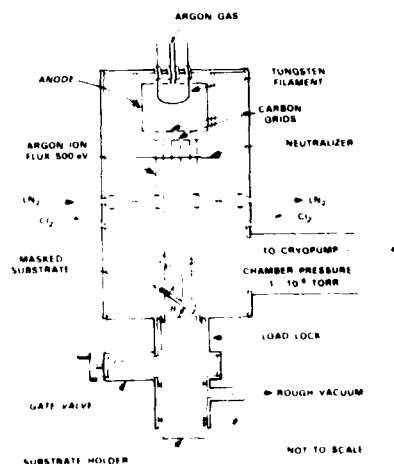 ARGON GAS
ANODE
TUNGSTEN
FILAMENT
CARBON
GRIDS
ARGON ION
FLUX 500 eV
NEUTRALIZER
LN2
LN2
Cl2
Cl2
MASKED
SUBSTRATE
TO CRYOPUMP
CHAMBER PRESSURE
TORR
LOAD LOCK
GATE VALVE
ROUGH VACUUM
SUBSTRATE HOLDER
NOT TO SCALE